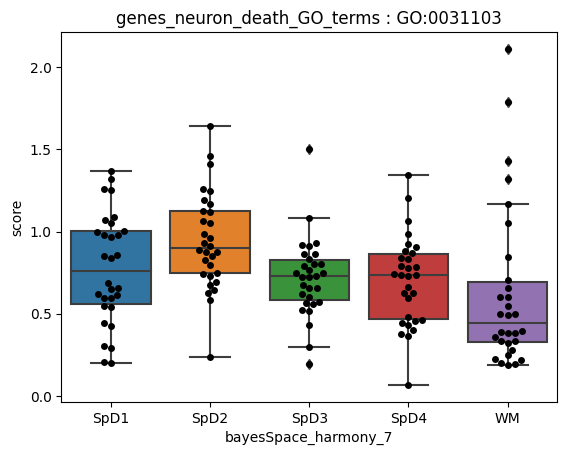 genes_neuron_death_GO_terms : GO:0031103
2.0
1.5
1.0
0.5
0.0
score
SpD1 SpD2 SpD3 SpD4 WM
bayesSpace_harmony_7